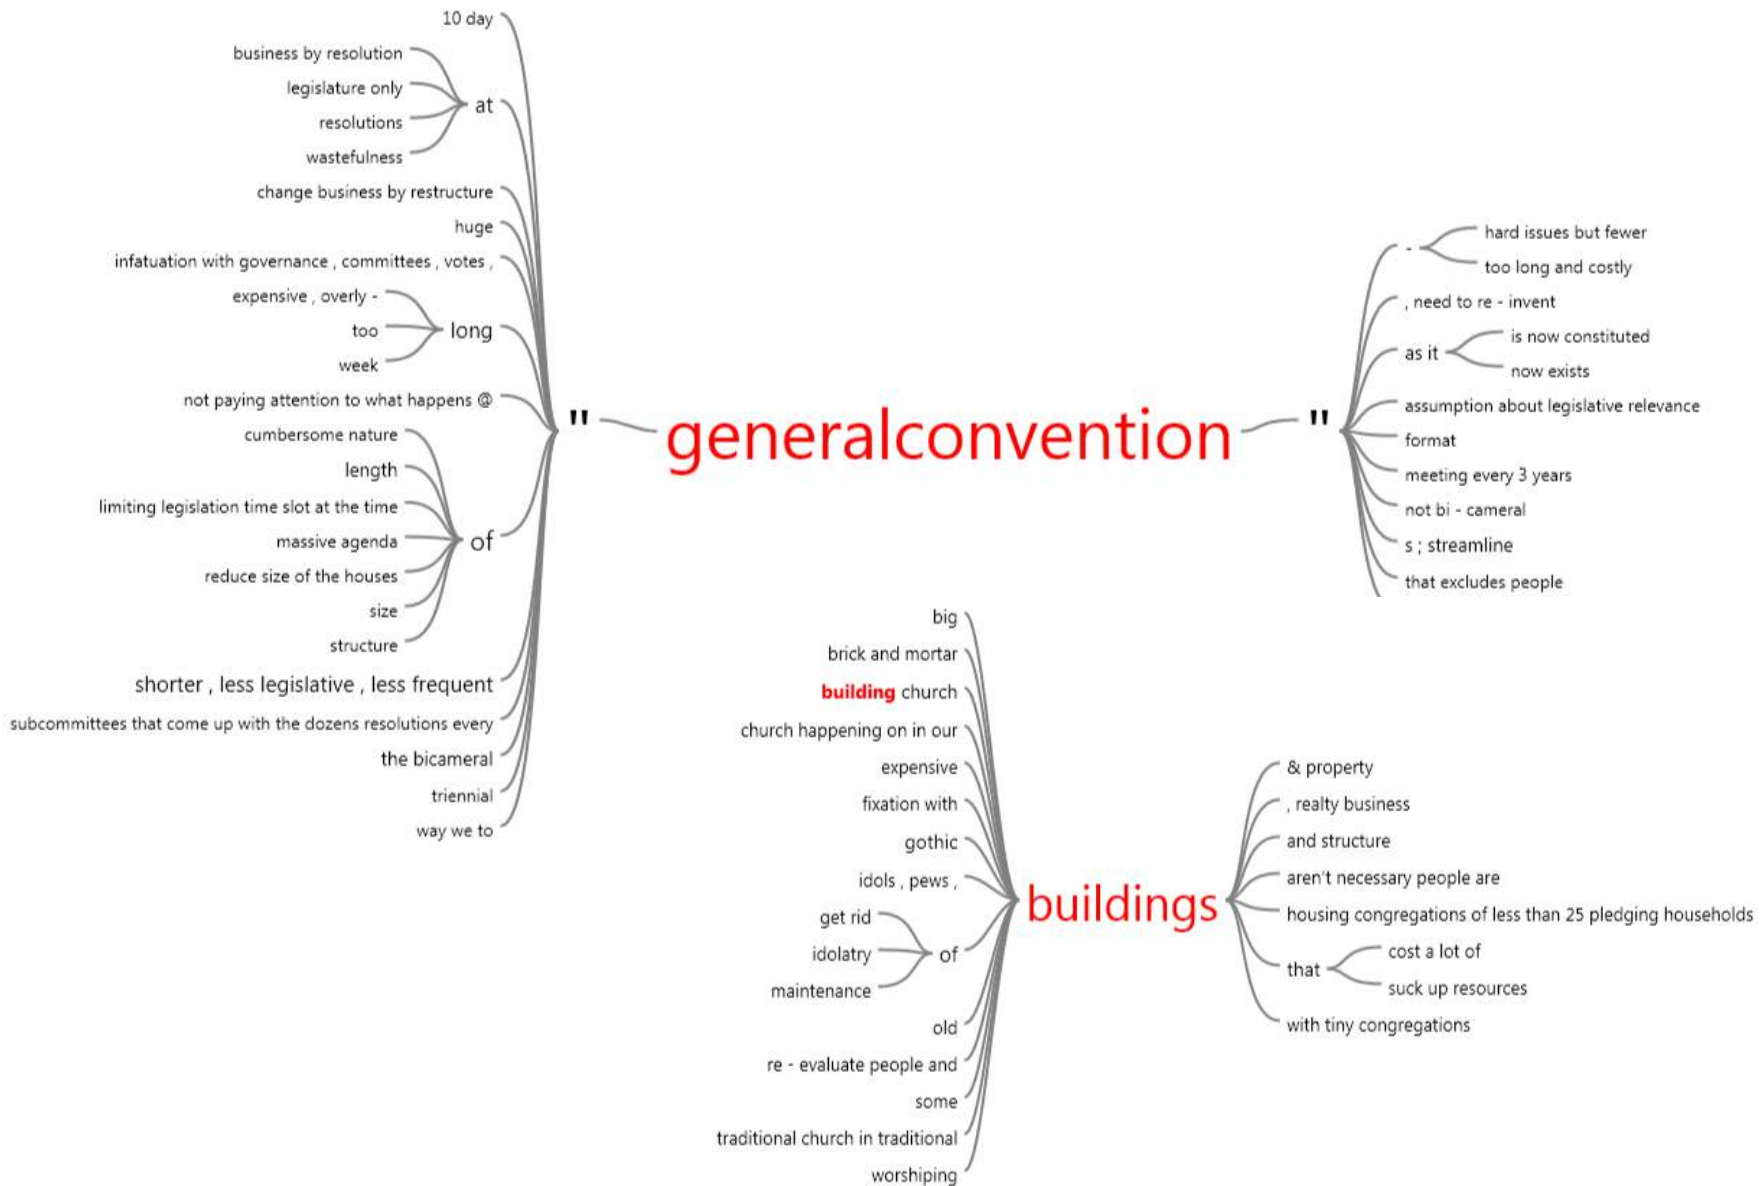 10 day
business by resolution
legislature only
resolutions
wastefulness
at
change business by restructure
huge
infatuation with governance , committees , votes ,
expensive , overly -
too
week
long
not paying attention to what happens @
cumbersome nature
length
limiting legislation time slot at the time
massive agenda
reduce size of the houses
size
structure
of
shorter , less legislative , less frequent
subcommittees that come up with the dozens resolutions every
the bicameral
triennial
way we to
" generalconvention "
-
hard issues but fewer
too long and costly
, need to re - invent
as it
is now constituted
now exists
assumption about legislative relevance
format
meeting every 3 years
not bi - cameral
s ; streamline
that excludes people
big
brick and mortar
building church
church happening on in our
expensive
fixation with
gothic
idols , pews ,
get rid
idolatry
maintenance
of
old
re - evaluate people and
some
traditional church in traditional
worshiping
buildings
& property
, realty business
and structure
aren't necessary people are
housing congregations of less than 25 pledging households
that
cost a lot of
suck up resources
with tiny congregations